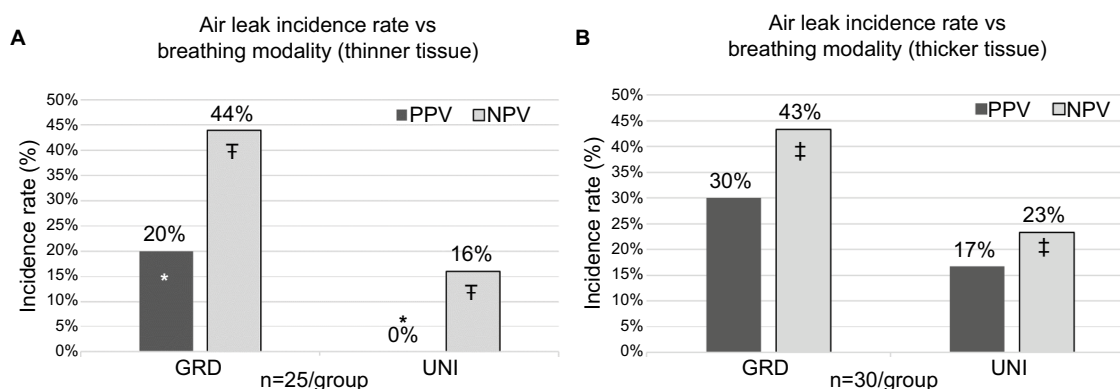 A
Air leak incidence rate vs
breathing modality (thinner tissue)
PPV NPV
Incidence rate (%)
50%
45%
40%
35%
30%
25%
20%
15%
10%
5%
0%
20%
*
44%
Ŧ
*
0%
16%
Ŧ
GRD UNI
n=25/group
B
Air leak incidence rate vs
breathing modality (thicker tissue)
PPV NPV
Incidence rate (%)
50%
45%
40%
35%
30%
25%
20%
15%
10%
5%
0%
30%
43%
‡
17%
23%
‡
GRD UNI
n=30/group